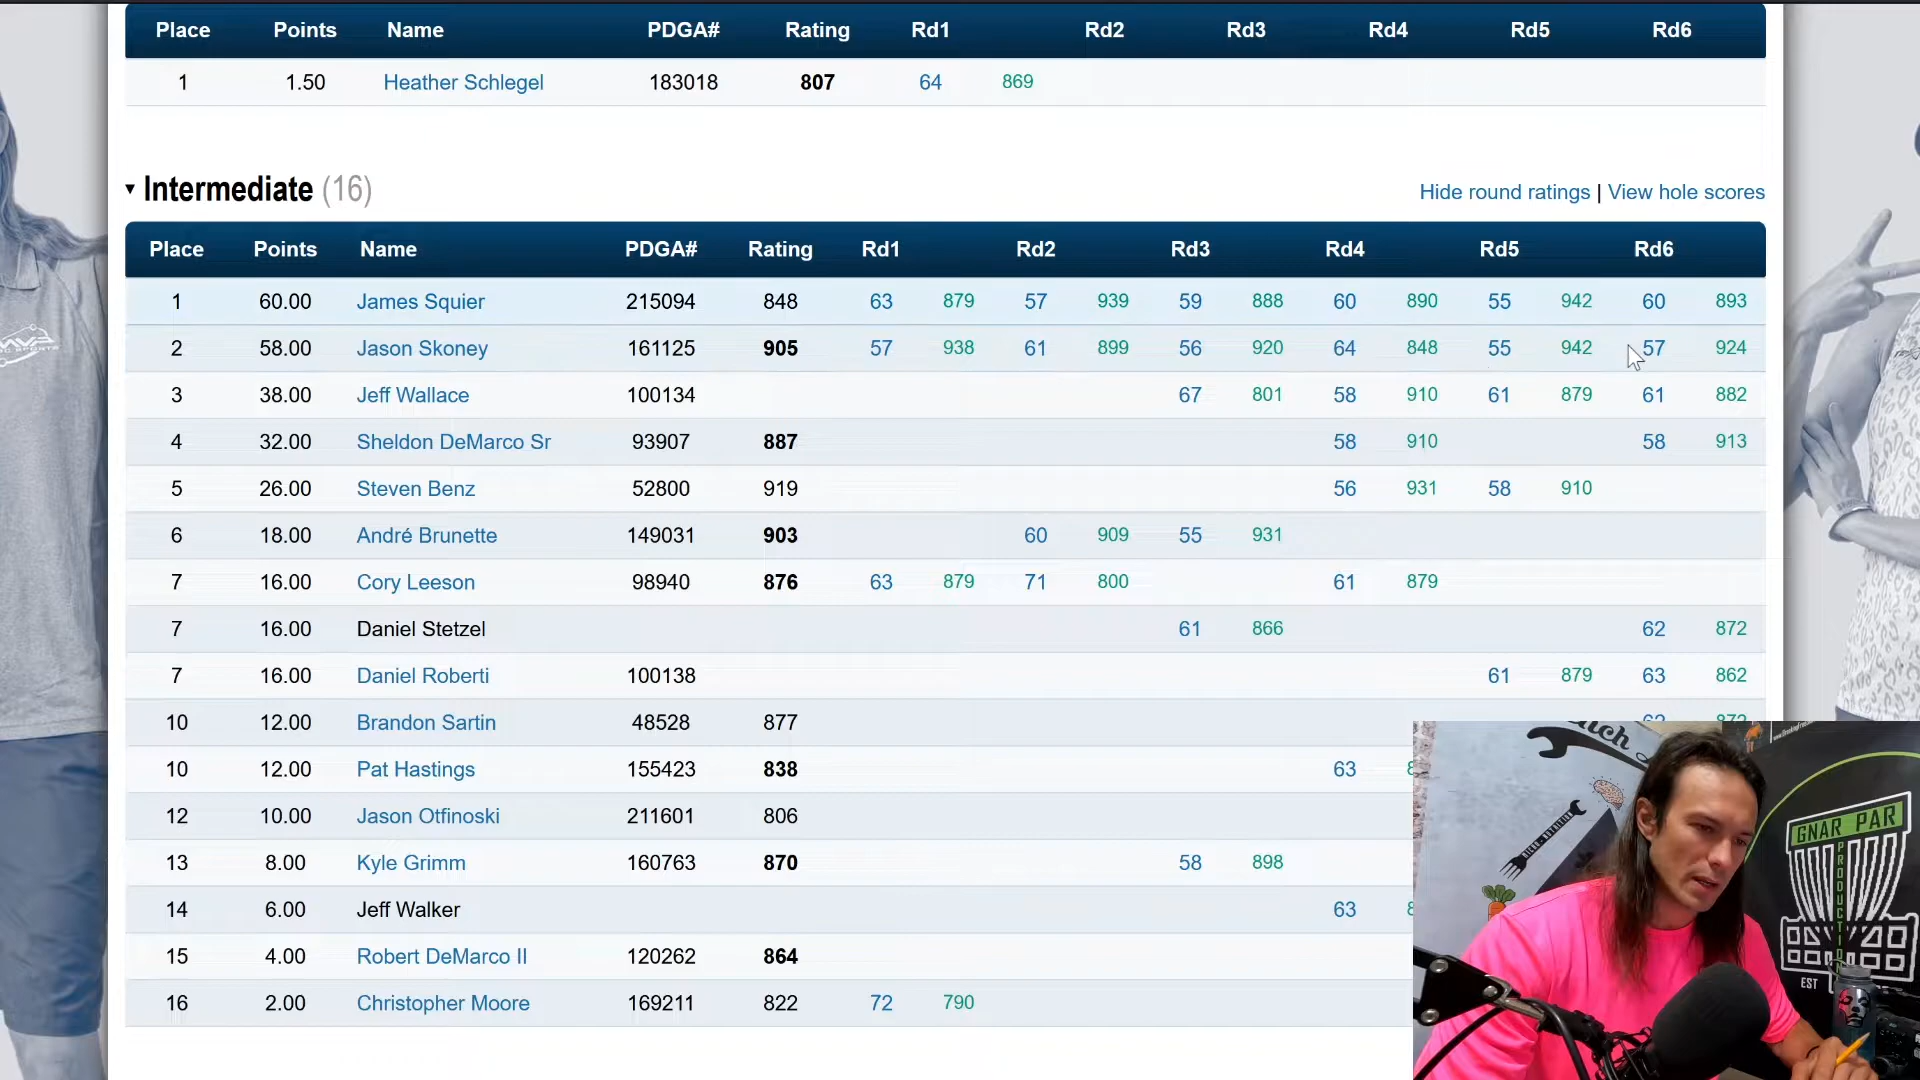 Place Points Name PDGA# Rating Rd1 Rd2 Rd3 Rd4 Rd5 Rd6
1 1.50 Heather Schlegel 183018 807 64 869
▾ Intermediate (16) Hide round ratings | View hole scores
Place Points Name PDGA# Rating Rd1 Rd2 Rd3 Rd4 Rd5 Rd6
1 60.00 James Squier 215094 848 63 879 57 939 59 888 60 890 55 942 60 893
2 58.00 Jason Skoney 161125 905 57 938 61 899 56 920 64 848 55 942 57 924
3 38.00 Jeff Wallace 100134 67 801 58 910 61 879 61 882
4 32.00 Sheldon DeMarco Sr 93907 887 58 910 58 913
5 26.00 Steven Benz 52800 919 56 931 58 910
6 18.00 André Brunette 149031 903 60 909 55 931
7 16.00 Cory Leeson 98940 876 63 879 71 800 61 879
7 16.00 Daniel Stetzel 61 866 62 872
7 16.00 Daniel Roberti 100138 61 879 63 862
10 12.00 Brandon Sartin 48528 877 62 872
10 12.00 Pat Hastings 155423 838 63
12 10.00 Jason Otfinoski 211601 806
13 8.00 Kyle Grimm 160763 870 58 898
14 6.00 Jeff Walker 63
15 4.00 Robert DeMarco II 120262 864
16 2.00 Christopher Moore 169211 822 72 790
GNAR PAR
PRODUCTION
EST